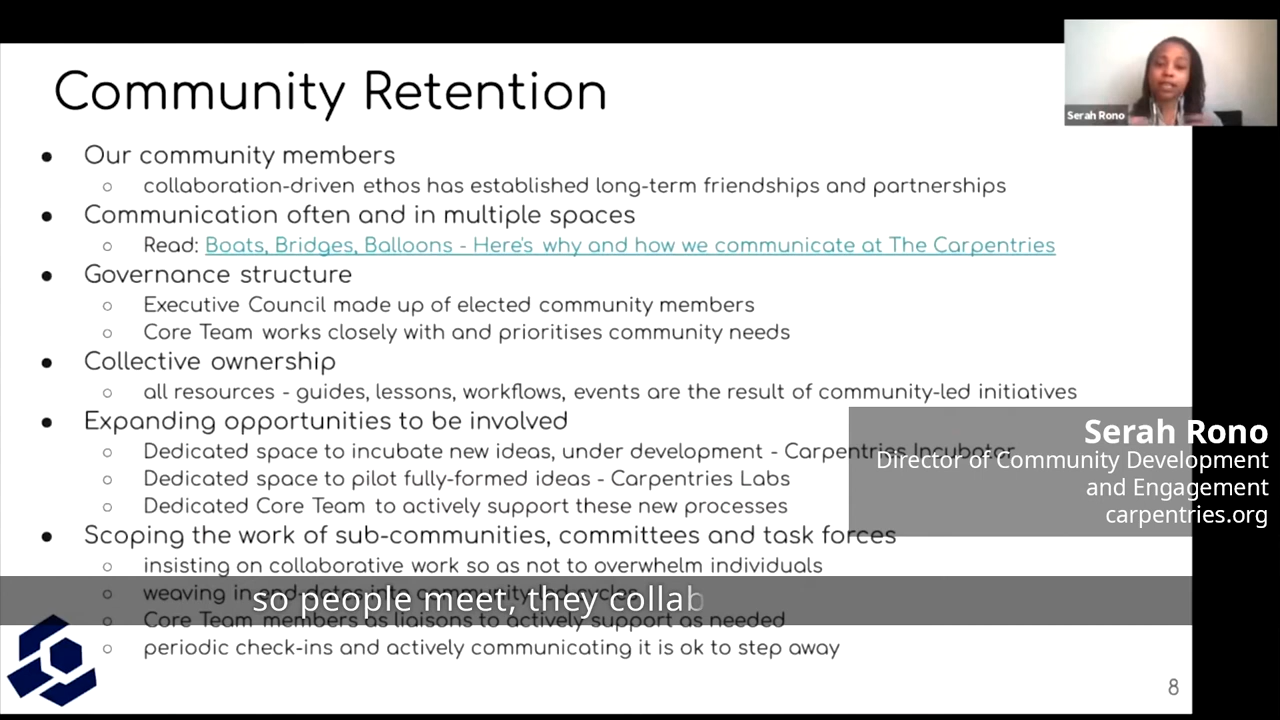 Community Retention
Serah Rono
● Our community members
○ collaboration-driven ethos has established long-term friendships and partnerships
● Communication often and in multiple spaces
○ Read: Boats, Bridges, Balloons - Here's why and how we communicate at The Carpentries
● Governance structure
○ Executive Council made up of elected community members
○ Core Team works closely with and prioritises community needs
● Collective ownership
○ all resources - guides, lessons, workflows, events are the result of community-led initiatives
● Expanding opportunities to be involved
○ Dedicated space to incubate new ideas, under development - Carpentries Incubator
○ Dedicated space to pilot fully-formed ideas - Carpentries Labs
○ Dedicated Core Team to actively support these new processes
Serah Rono
Director of Community Development
and Engagement
carpentries.org
● Scoping the work of sub-communities, committees and task forces
○ insisting on collaborative work so as not to overwhelm individuals
○ weaving in end-dates into community-led cycles
so people meet, they collab
○ Core Team members as liaisons to actively support as needed
○ periodic check-ins and actively communicating it is ok to step away
8